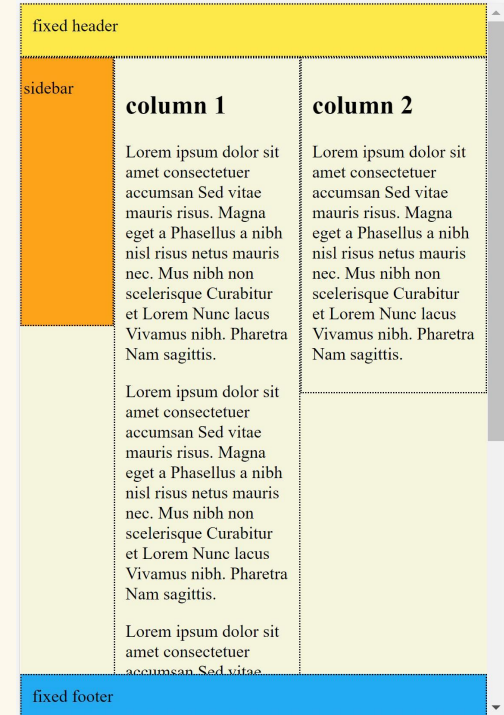 fixed header
sidebar
column 1
Lorem ipsum dolor sit
amet consectetuer
accumsan Sed vitae
mauris risus. Magna
eget a Phasellus a nibh
nisl risus netus mauris
nec. Mus nibh non
scelerisque Curabitur
et Lorem Nunc lacus
Vivamus nibh. Pharetra
Nam sagittis.
Lorem ipsum dolor sit
amet consectetuer
accumsan Sed vitae
mauris risus. Magna
eget a Phasellus a nibh
nisl risus netus mauris
nec. Mus nibh non
scelerisque Curabitur
et Lorem Nunc lacus
Vivamus nibh. Pharetra
Nam sagittis.
Lorem ipsum dolor sit
amet consectetuer
accumsan Sed vitae
column 2
Lorem ipsum dolor sit
amet consectetuer
accumsan Sed vitae
mauris risus. Magna
eget a Phasellus a nibh
nisl risus netus mauris
nec. Mus nibh non
scelerisque Curabitur
et Lorem Nunc lacus
Vivamus nibh. Pharetra
Nam sagittis.
fixed footer